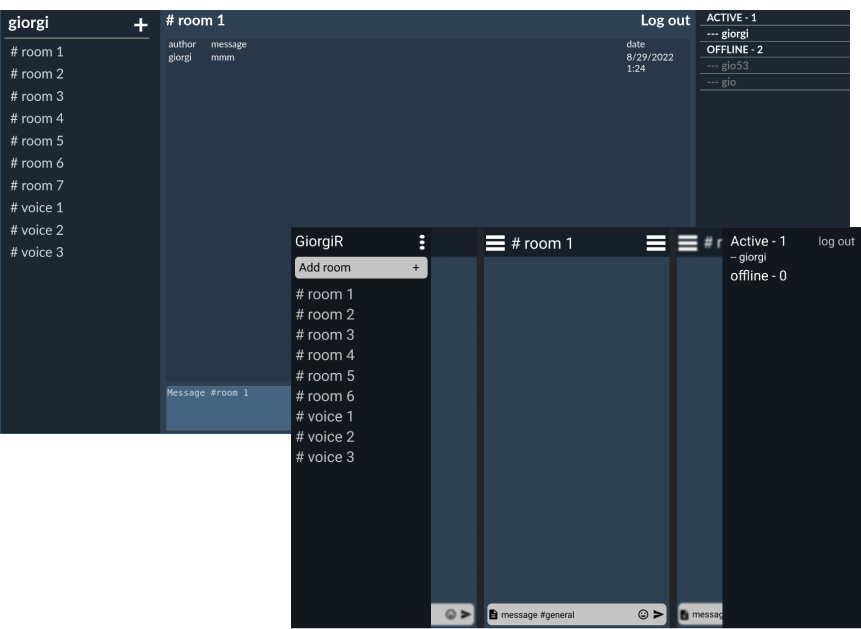 giorgi +
# room 1
# room 2
# room 3
# room 4
# room 5
# room 6
# room 7
# voice 1
# voice 2
# voice 3
# room 1 Log out
author message date
giorgi mmm 8/29/2022
1:24
Message #room 1
ACTIVE - 1
--- giorgi
OFFLINE - 2
--- gio53
--- gio
GiorgiR
Add room +
# room 1
# room 2
# room 3
# room 4
# room 5
# room 6
# voice 1
# voice 2
# voice 3
# room 1
message #general
# r
messag
Active - 1 log out
-- giorgi
offline - 0